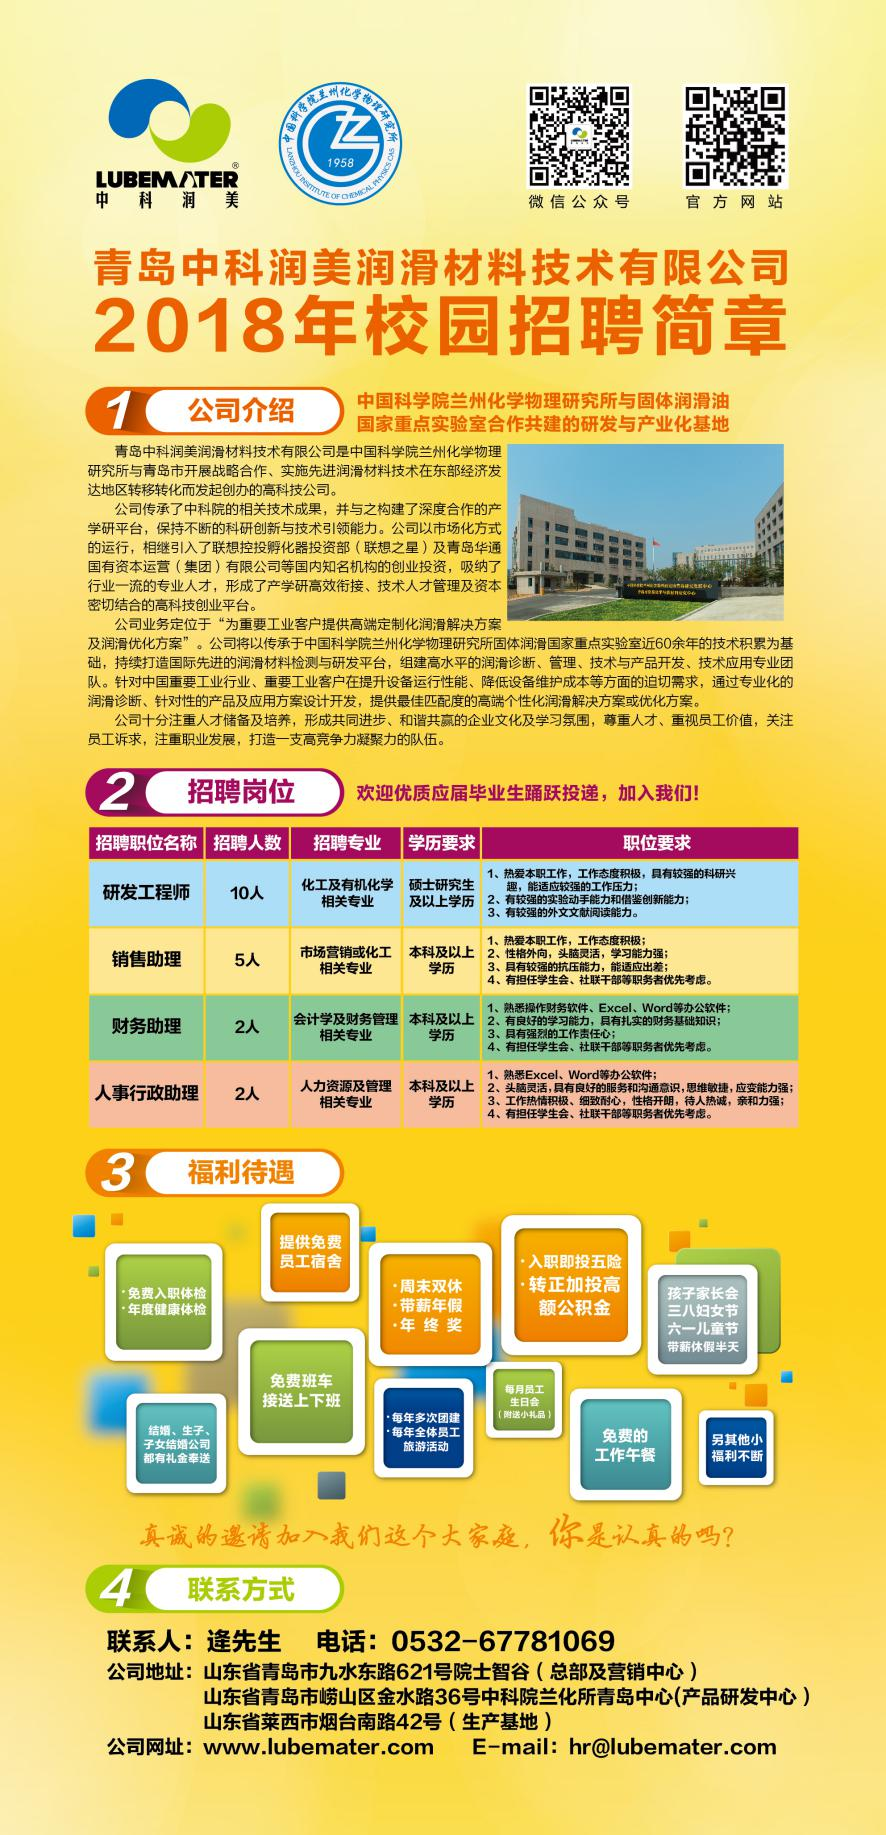 LUBEMATER®
中科润美
中国科学院兰州化学物理研究所
1958
LANZHOU INSTITUTE OF CHEMICAL PHYSICS CAS
微信公众号
官方网站
青岛中科润美润滑材料技术有限公司
2018年校园招聘简章
1 公司介绍
中国科学院兰州化学物理研究所与固体润滑油
国家重点实验室合作共建的研发与产业化基地
青岛中科润美润滑材料技术有限公司是中国科学院兰州化学物理
研究所与青岛市开展战略合作、实施先进润滑材料技术在东部经济发
达地区转移转化而发起创办的高科技公司。
公司传承了中科院的相关技术成果，并与之构建了深度合作的产
学研平台，保持不断的科研创新与技术引领能力。公司以市场化方式
的运行，相继引入了联想控投孵化器投资部（联想之星）及青岛华通
国有资本运营（集团）有限公司等国内知名机构的创业投资，吸纳了
行业一流的专业人才，形成了产学研高效衔接、技术人才管理及资本
密切结合的高科技创业平台。
公司业务定位于“为重要工业客户提供高端定制化润滑解决方案
及润滑优化方案”。公司将以传承于中国科学院兰州化学物理研究所固体润滑国家重点实验室近60余年的技术积累为基
础，持续打造国际先进的润滑材料检测与研发平台，组建高水平的润滑诊断、管理、技术与产品开发、技术应用专业团
队。针对中国重要工业行业、重要工业客户在提升设备运行性能、降低设备维护成本等方面的迫切需求，通过专业化的
润滑诊断、针对性的产品及应用方案设计开发，提供最佳匹配度的高端个性化润滑解决方案或优化方案。
公司十分注重人才储备及培养，形成共同进步、和谐共赢的企业文化及学习氛围，尊重人才、重视员工价值，关注
员工诉求，注重职业发展，打造一支高竞争力凝聚力的队伍。
2 招聘岗位
欢迎优质应届毕业生踊跃投递，加入我们！
招聘职位名称 招聘人数 招聘专业 学历要求 职位要求
研发工程师
10人
化工及有机化学
相关专业
硕士研究生
及以上学历
1、热爱本职工作，工作态度积极，具有较强的科研兴
趣，能适应较强的工作压力；
2、有较强的实验动手能力和借鉴创新能力；
3、有较强的外文文献阅读能力。
销售助理
5人
市场营销或化工
相关专业
本科及以上
学历
1、热爱本职工作，工作态度积极；
2、性格外向，头脑灵活，学习能力强；
3、具有较强的抗压能力，能适应出差；
4、有担任学生会、社联干部等职务者优先考虑。
财务助理
2人
会计学及财务管理
相关专业
本科及以上
学历
1、熟悉操作财务软件、Excel、Word等办公软件；
2、有良好的学习能力，具有扎实的财务基础知识；
3、具有强烈的工作责任心；
4、有担任学生会、社联干部等职务者优先考虑。
人事行政助理
2人
人力资源及管理
相关专业
本科及以上
学历
1、熟悉Excel、Word等办公软件；
2、头脑灵活，具有良好的服务和沟通意识，思维敏捷，应变能力强；
3、工作热情积极、细致耐心，性格开朗，待人热诚，亲和力强；
4、有担任学生会、社联干部等职务者优先考虑。
3 福利待遇
·免费入职体检
·年度健康体检
提供免费
员工宿舍
·周末双休
·带薪年假
·年 终 奖
·入职即投五险
·转正加投高
额公积金
孩子家长会
三八妇女节
六一儿童节
带薪休假半天
免费班车
接送上下班
结婚、生子、
子女结婚公司
都有礼金奉送
·每年多次团建
·每年全体员工
旅游活动
每月员工
生日会
（附送小礼品）
免费的
工作午餐
另其他小
福利不断
真诚的邀请加入我们这个大家庭，你是认真的吗？
4 联系方式
联系人：逄先生 电话：0532-67781069
公司地址：山东省青岛市九水东路621号院士智谷（总部及营销中心）
山东省青岛市崂山区金水路36号中科院兰化所青岛中心(产品研发中心）
山东省莱西市烟台南路42号（生产基地）
公司网址：www.lubemater.com E-mail：hr@lubemater.com